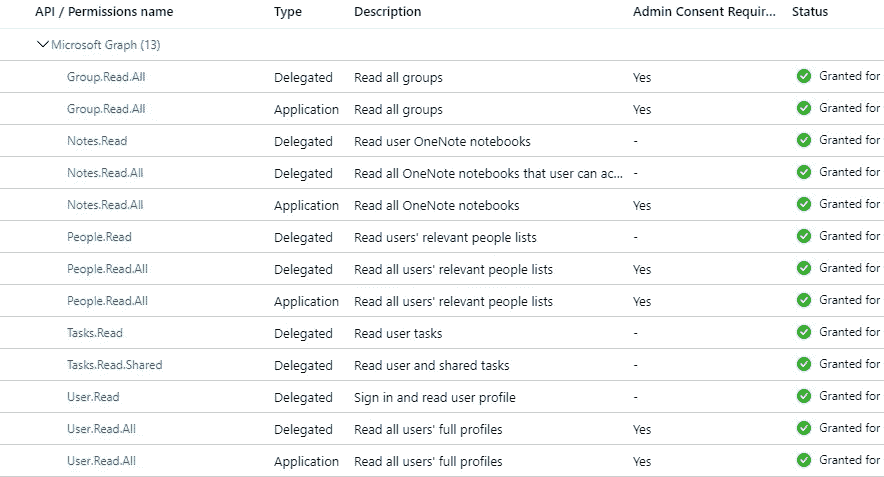 API / Permissions name Type Description Admin Consent Requir... Status
Microsoft Graph (13)
Group.Read.All Delegated Read all groups Yes Granted for
Group.Read.All Application Read all groups Yes Granted for
Notes.Read Delegated Read user OneNote notebooks - Granted for
Notes.Read.All Delegated Read all OneNote notebooks that user can ac... - Granted for
Notes.Read.All Application Read all OneNote notebooks Yes Granted for
People.Read Delegated Read users' relevant people lists - Granted for
People.Read.All Delegated Read all users' relevant people lists Yes Granted for
People.Read.All Application Read all users' relevant people lists Yes Granted for
Tasks.Read Delegated Read user tasks - Granted for
Tasks.Read.Shared Delegated Read user and shared tasks - Granted for
User.Read Delegated Sign in and read user profile - Granted for
User.Read.All Delegated Read all users' full profiles Yes Granted for
User.Read.All Application Read all users' full profiles Yes Granted for